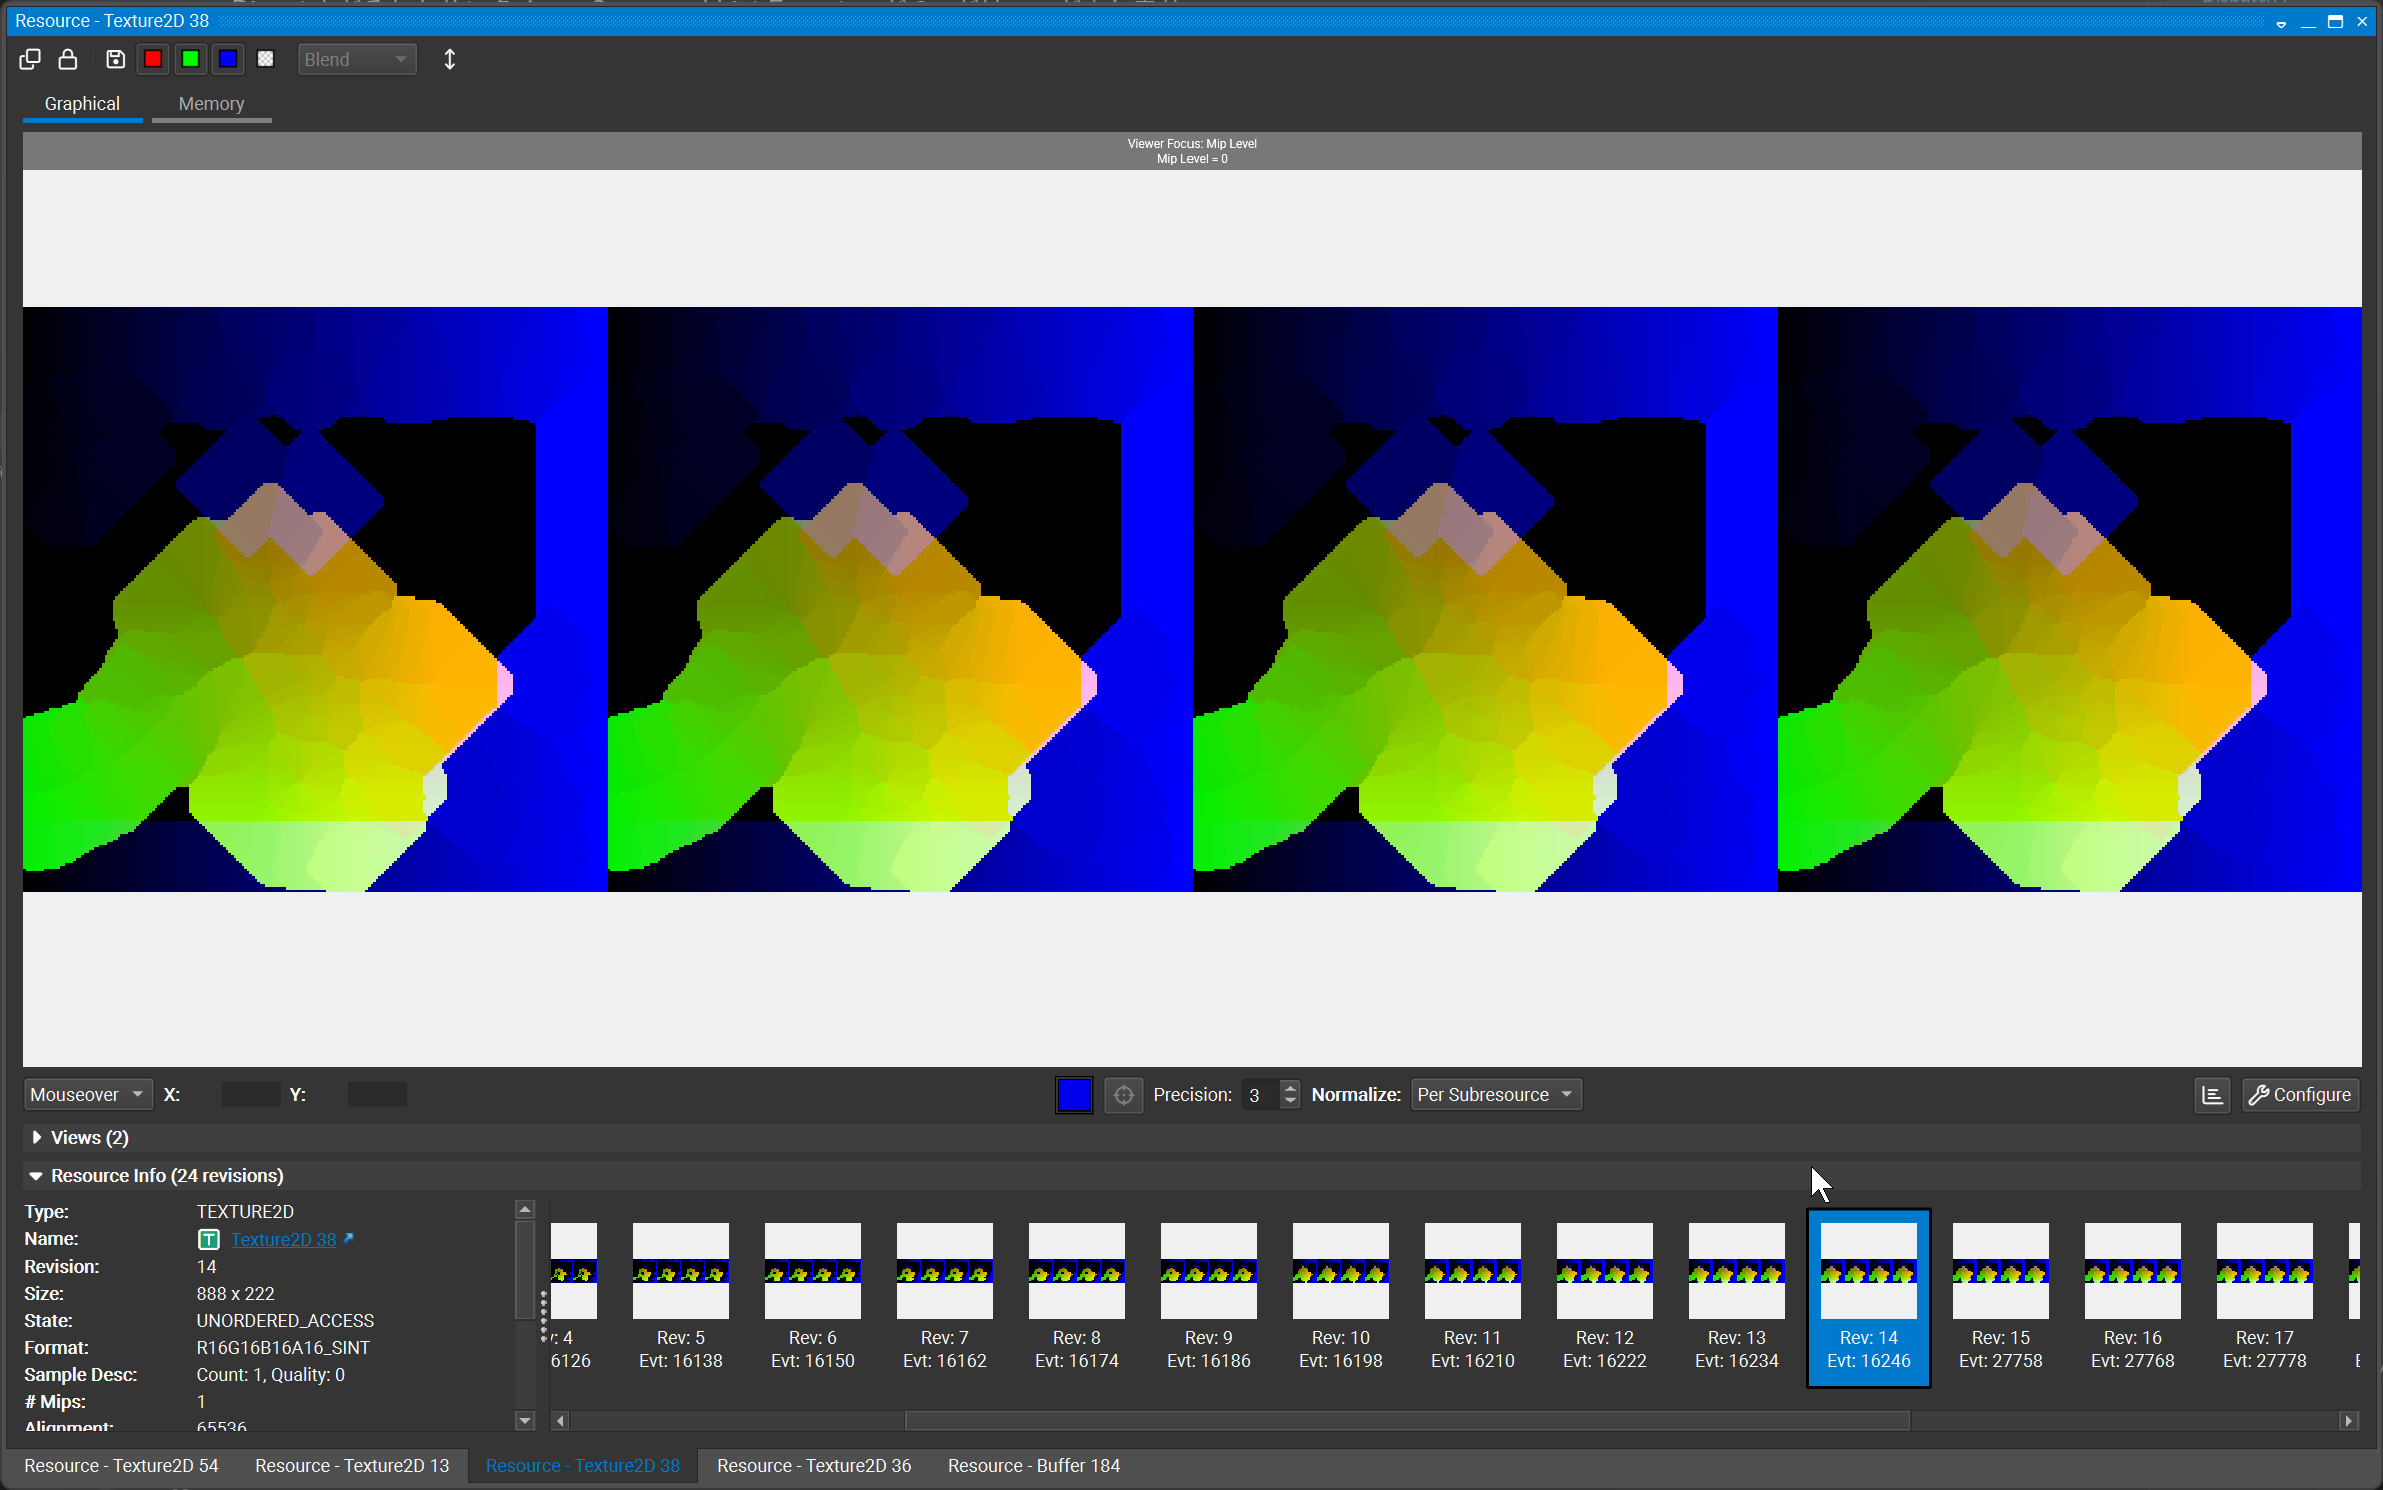 Resource - Texture2D 38
Blend
Graphical
Memory
Viewer Focus: Mip Level
Mip Level = 0
Mouseover
X:
Y:
Precision:
3
Normalize:
Per Subresource
Configure
Views (2)
Resource Info (24 revisions)
Type: TEXTURE2D
Name: T Texture2D 38
Revision: 14
Size: 888 x 222
State: UNORDERED_ACCESS
Format: R16G16B16A16_SINT
Sample Desc: Count: 1, Quality: 0
# Mips: 1
Alignment: 65536
: 4
6126
Rev: 5
Evt: 16138
Rev: 6
Evt: 16150
Rev: 7
Evt: 16162
Rev: 8
Evt: 16174
Rev: 9
Evt: 16186
Rev: 10
Evt: 16198
Rev: 11
Evt: 16210
Rev: 12
Evt: 16222
Rev: 13
Evt: 16234
Rev: 14
Evt: 16246
Rev: 15
Evt: 27758
Rev: 16
Evt: 27768
Rev: 17
Evt: 27778
Resource - Texture2D 54
Resource - Texture2D 13
Resource - Texture2D 38
Resource - Texture2D 36
Resource - Buffer 184